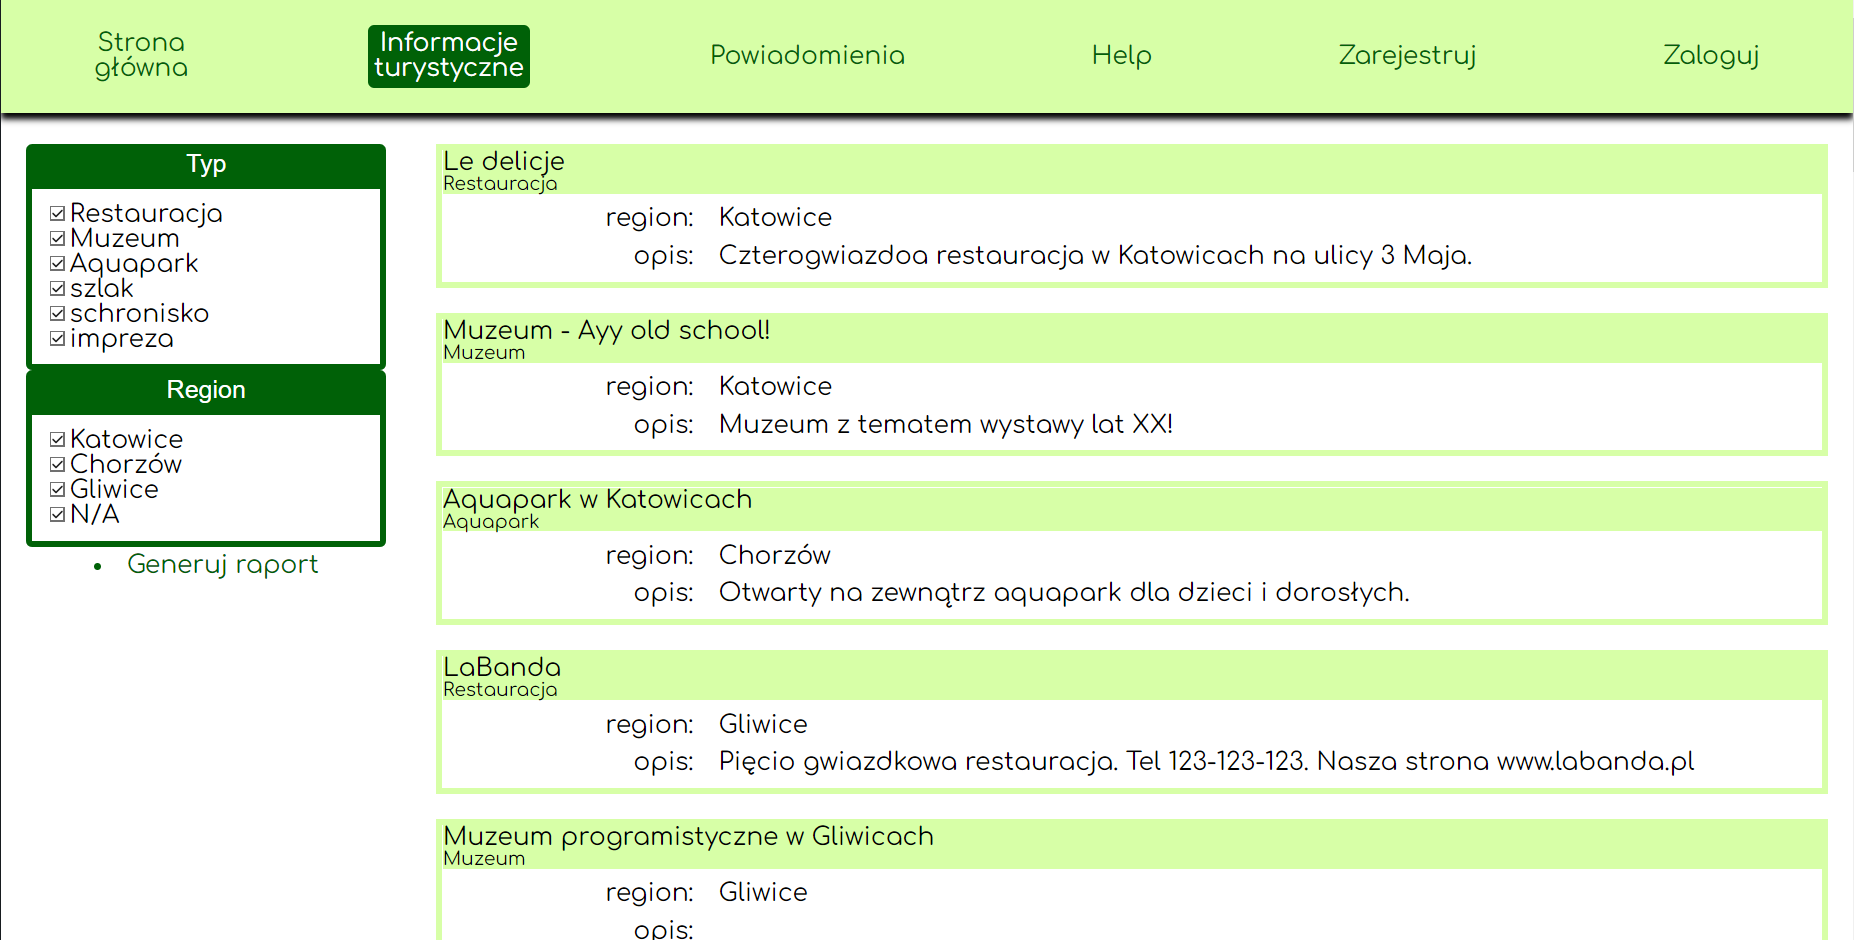 Strona
główna
Informacje
turystyczne
Powiadomienia
Help
Zarejestruj
Zaloguj
Typ
Restauracja
Muzeum
Aquapark
szlak
schronisko
impreza
Region
Katowice
Chorzów
Gliwice
N/A
Generuj raport
Le delicje
Restauracja
region: Katowice
opis: Czterogwiazdoa restauracja w Katowicach na ulicy 3 Maja.
Muzeum - Ayy old school!
Muzeum
region: Katowice
opis: Muzeum z tematem wystawy lat XX!
Aquapark w Katowicach
Aquapark
region: Chorzów
opis: Otwarty na zewnątrz aquapark dla dzieci i dorosłych.
LaBanda
Restauracja
region: Gliwice
opis: Pięcio gwiazdkowa restauracja. Tel 123-123-123. Nasza strona www.labanda.pl
Muzeum programistyczne w Gliwicach
Muzeum
region: Gliwice
opis: